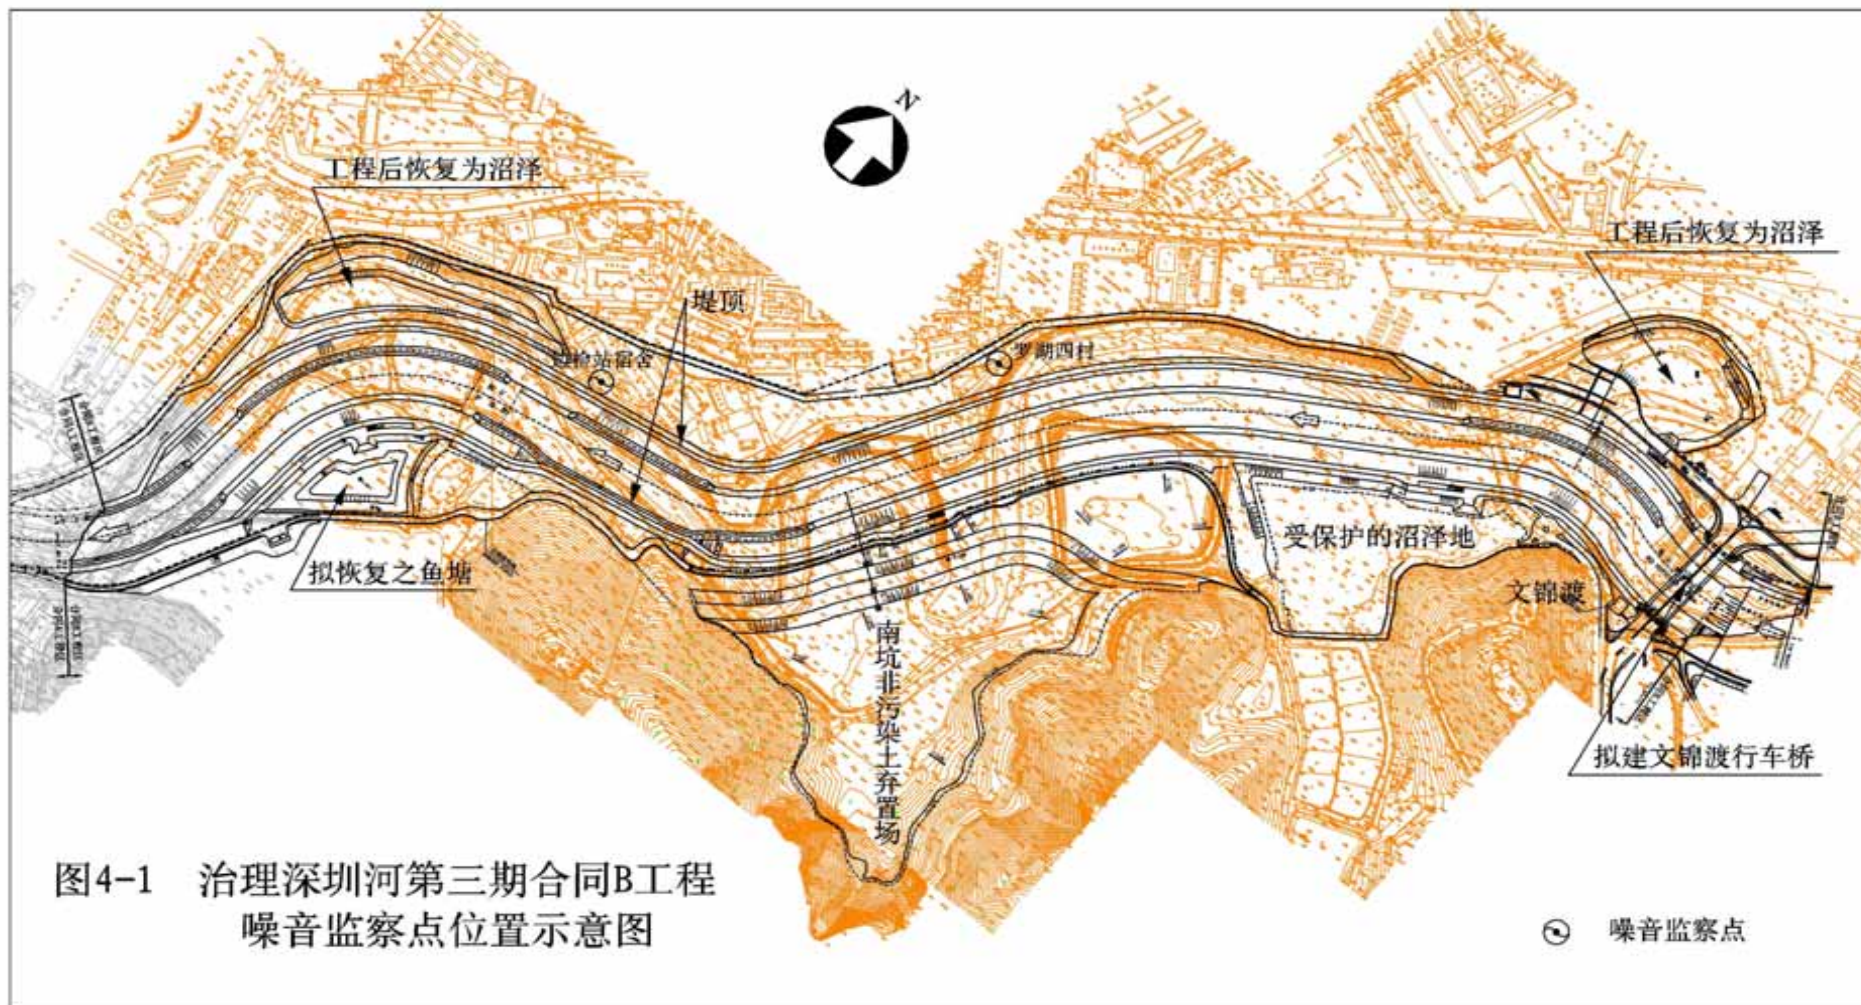 N
工程后恢复为沼泽
工程后恢复为沼泽
堤顶
罗湖四村
受保护的沼泽地
拟恢复之鱼塘
文锦渡
南坑非污染土弃置场
拟建文锦渡行车桥
图4-1 治理深圳河第三期合同B工程
噪音监察点位置示意图
噪音监察点